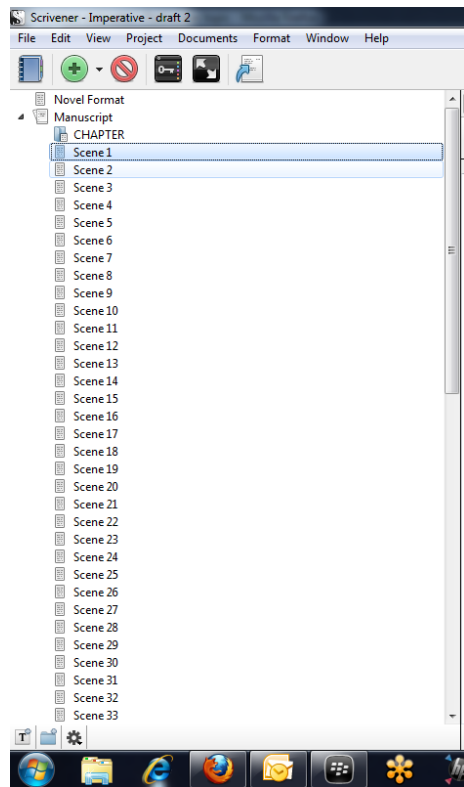 Scrivener - Imperative - draft 2
File Edit View Project Documents Format Window Help
Novel Format
Manuscript
CHAPTER
Scene 1
Scene 2
Scene 3
Scene 4
Scene 5
Scene 6
Scene 7
Scene 8
Scene 9
Scene 10
Scene 11
Scene 12
Scene 13
Scene 14
Scene 15
Scene 16
Scene 17
Scene 18
Scene 19
Scene 20
Scene 21
Scene 22
Scene 23
Scene 24
Scene 25
Scene 26
Scene 27
Scene 28
Scene 29
Scene 30
Scene 31
Scene 32
Scene 33
T
hp